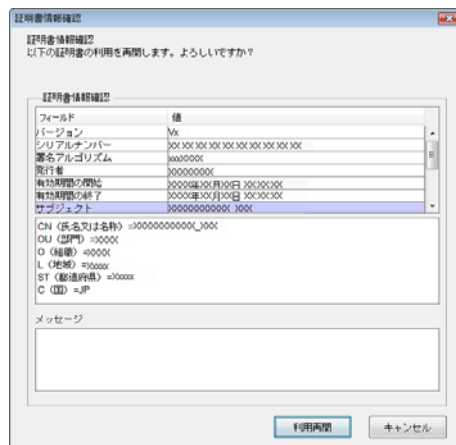 証明書情報確認
証明書情報確認
以下の証明書の利用を再開します。よろしいですか?
証明書情報確認
フィールド 値
バージョン Vx
シリアルナンバー XX XX XX XX XX XX XX XX XX XX
署名アルゴリズム xxxXXXXX
発行者 XXXXXXXXX
有効期間の開始 XXXX年XX月XX日 XX:XX:XX
有効期間の終了 XXXX年XX月XX日 XX:XX:XX
サブジェクト XXXXXXXXXXX XXX
CN (氏名又は名称) =XXXXXXXXXXX_XXX
OU (部門) =XXXX
O (組織) =XXXX
L (地域) =Xxxxx
ST (都道府県) =Xxxxx
C (国) =JP
メッセージ
利用再開
キャンセル